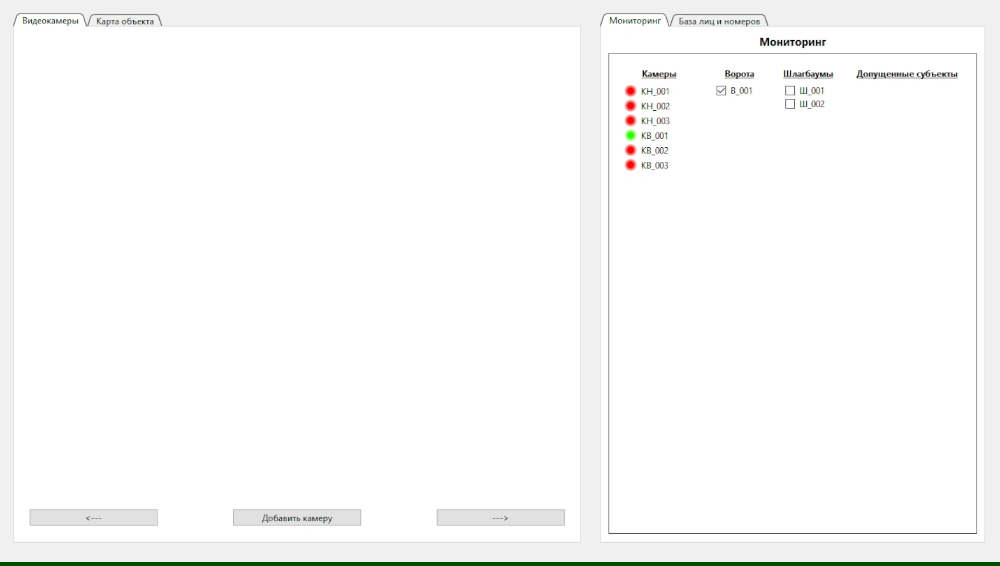 Видеокамеры
Карта объекта
<---
Добавить камеру
--->
Мониторинг
База лиц и номеров
Мониторинг
Камеры
КН_001
КН_002
КН_003
КВ_001
КВ_002
КВ_003
Ворота
В_001
Шлагбаумы
Ш_001
Ш_002
Допущенные субъекты